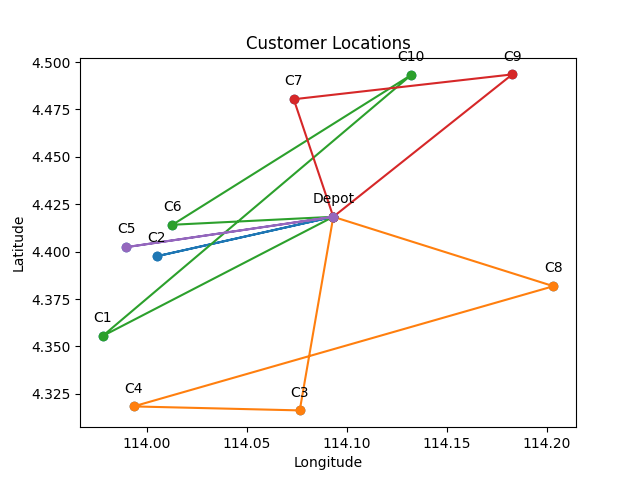 Customer Locations
4.500
4.475
4.450
4.425
4.400
4.375
4.350
4.325
Latitude
C10
C9
C7
Depot
C6
C5
C2
C8
C1
C4
C3
114.00
114.05
114.10
114.15
114.20
Longitude